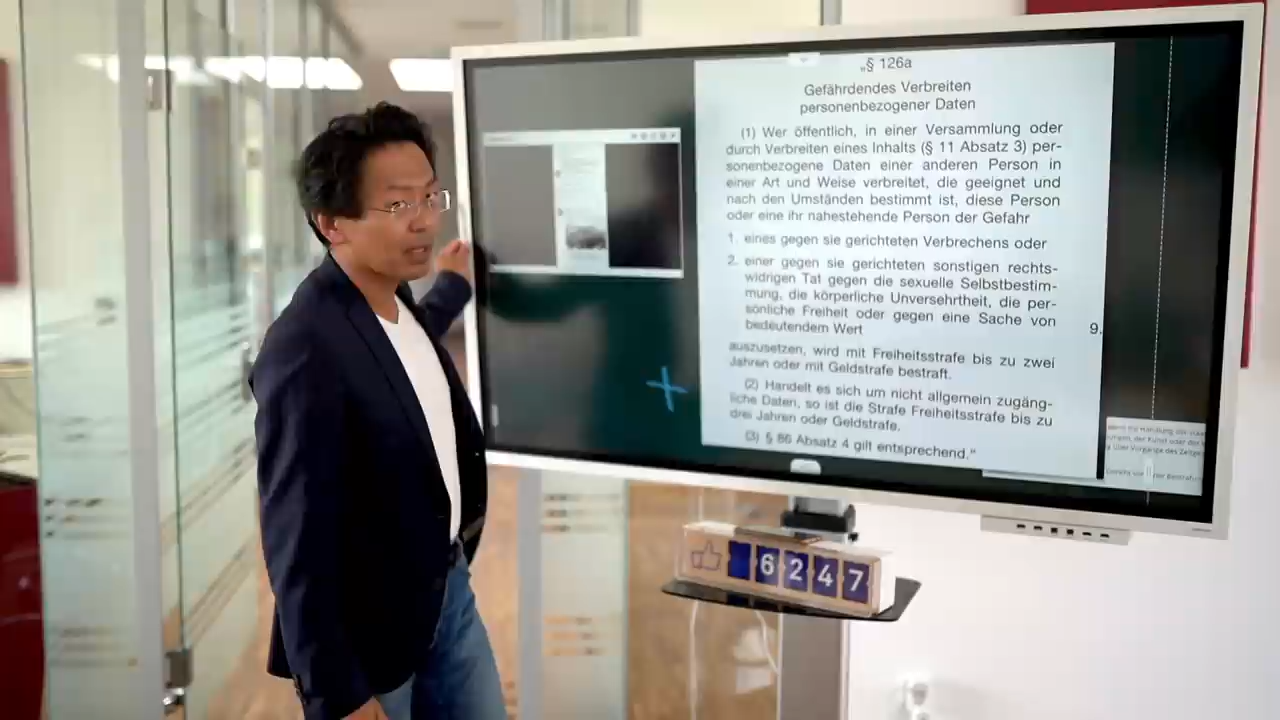 „§ 126a
Gefährdendes Verbreiten
personenbezogener Daten
(1) Wer öffentlich, in einer Versammlung oder
durch Verbreiten eines Inhalts (§ 11 Absatz 3) per-
sonenbezogene Daten einer anderen Person in
einer Art und Weise verbreitet, die geeignet und
nach den Umständen bestimmt ist, diese Person
oder eine ihr nahestehende Person der Gefahr
1. eines gegen sie gerichteten Verbrechens oder
2. einer gegen sie gerichteten sonstigen rechts-
widrigen Tat gegen die sexuelle Selbstbestim-
mung, die körperliche Unversehrtheit, die per-
sönliche Freiheit oder gegen eine Sache von
bedeutendem Wert
9.
auszusetzen, wird mit Freiheitsstrafe bis zu zwei
Jahren oder mit Geldstrafe bestraft.
(2) Handelt es sich um nicht allgemein zugäng-
liche Daten, so ist die Strafe Freiheitsstrafe bis zu
drei Jahren oder Geldstrafe.
(3) § 86 Absatz 4 gilt entsprechend.“
6247